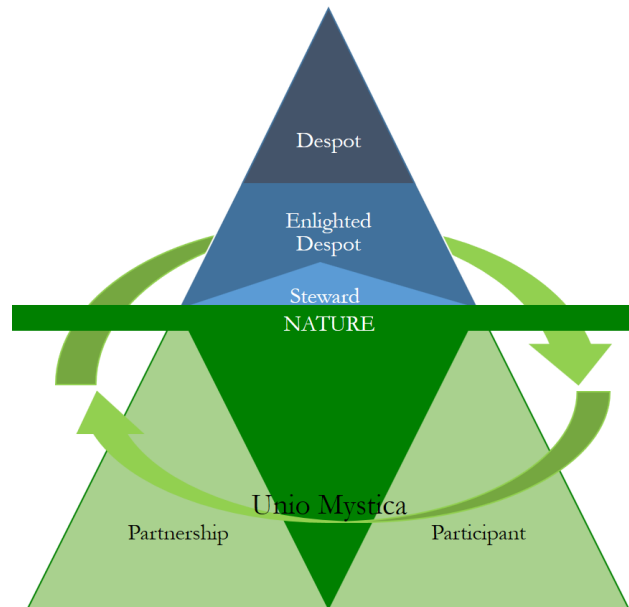 Despot
Enlighted
Despot
Steward
NATURE
Unio Mystica
Partnership
Participant